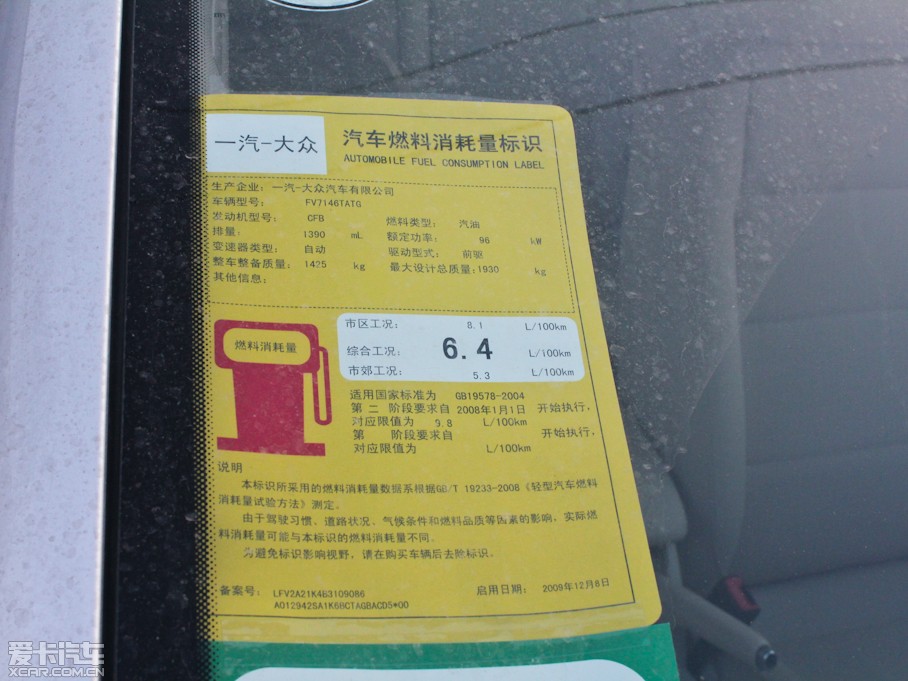 一汽-大众
汽车燃料消耗量标识
AUTOMOBILE FUEL CONSUMPTION LABEL
生产企业: 一汽-大众汽车有限公司
车辆型号: FV7146TATG
发动机型号: CFB 燃料类型: 汽油
排量: 1390 mL 额定功率: 96 kW
变速器类型: 自动 驱动型式: 前驱
整车整备质量: 1425 kg 最大设计总质量:1930 kg
其他信息:
燃料消耗量
市区工况: 8.1 L/100km
综合工况: 6.4 L/100km
市郊工况: 5.3 L/100km
适用国家标准为 GB19578-2004
第 二 阶段要求自 2008年1月1日 开始执行,
对应限值为 9.8 L/100km
第 阶段要求自 开始执行,
对应限值为 L/100km
说明
本标识所采用的燃料消耗量数据系根据GB/T 19233-2008《轻型汽车燃料
消耗量试验方法》测定。
由于驾驶习惯、道路状况、气候条件和燃料品质等因素的影响,实际燃
料消耗量可能与本标识的燃料消耗量不同。
为避免标识影响视野,请在购买车辆后去除标识。
备案号: LFV2A21K4B3109086 启用日期: 2009年12月8日
A012942SA1K6BCTAGBACD5*00
爱卡汽车
XCAR.COM.CN